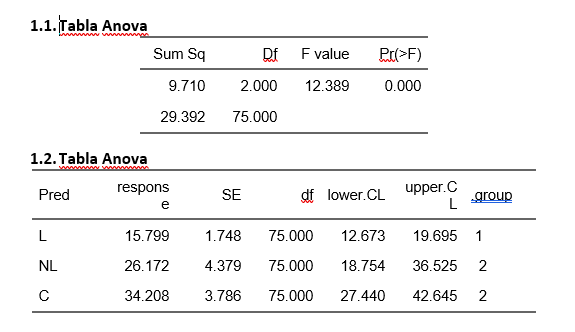 1.1. Tabla Anova
Sum Sq Df F value Pr(>F)
9.710 2.000 12.389 0.000
29.392 75.000
1.2. Tabla Anova
Pred response SE df lower.CL upper.CL .group
L 15.799 1.748 75.000 12.673 19.695 1
NL 26.172 4.379 75.000 18.754 36.525 2
C 34.208 3.786 75.000 27.440 42.645 2